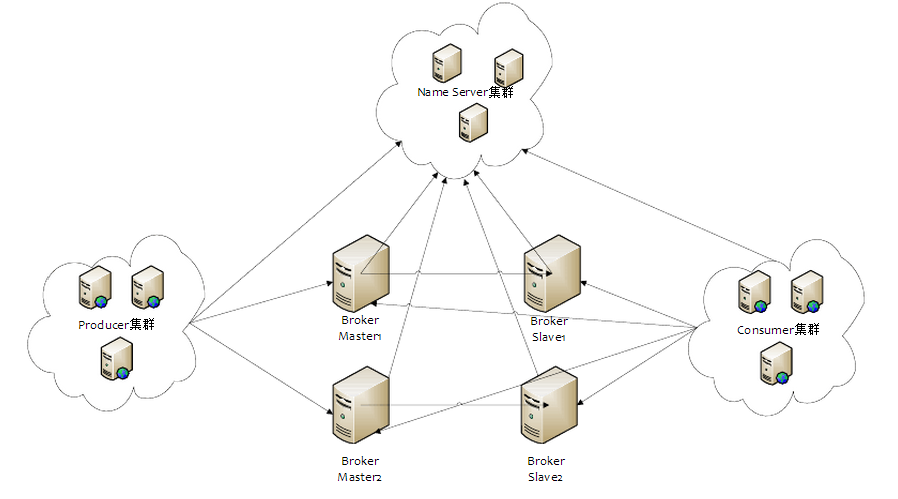 Name Server集群
Producer集群
Broker
Master1
Broker
Slave1
Consumer集群
Broker
Master2
Broker
Slave2